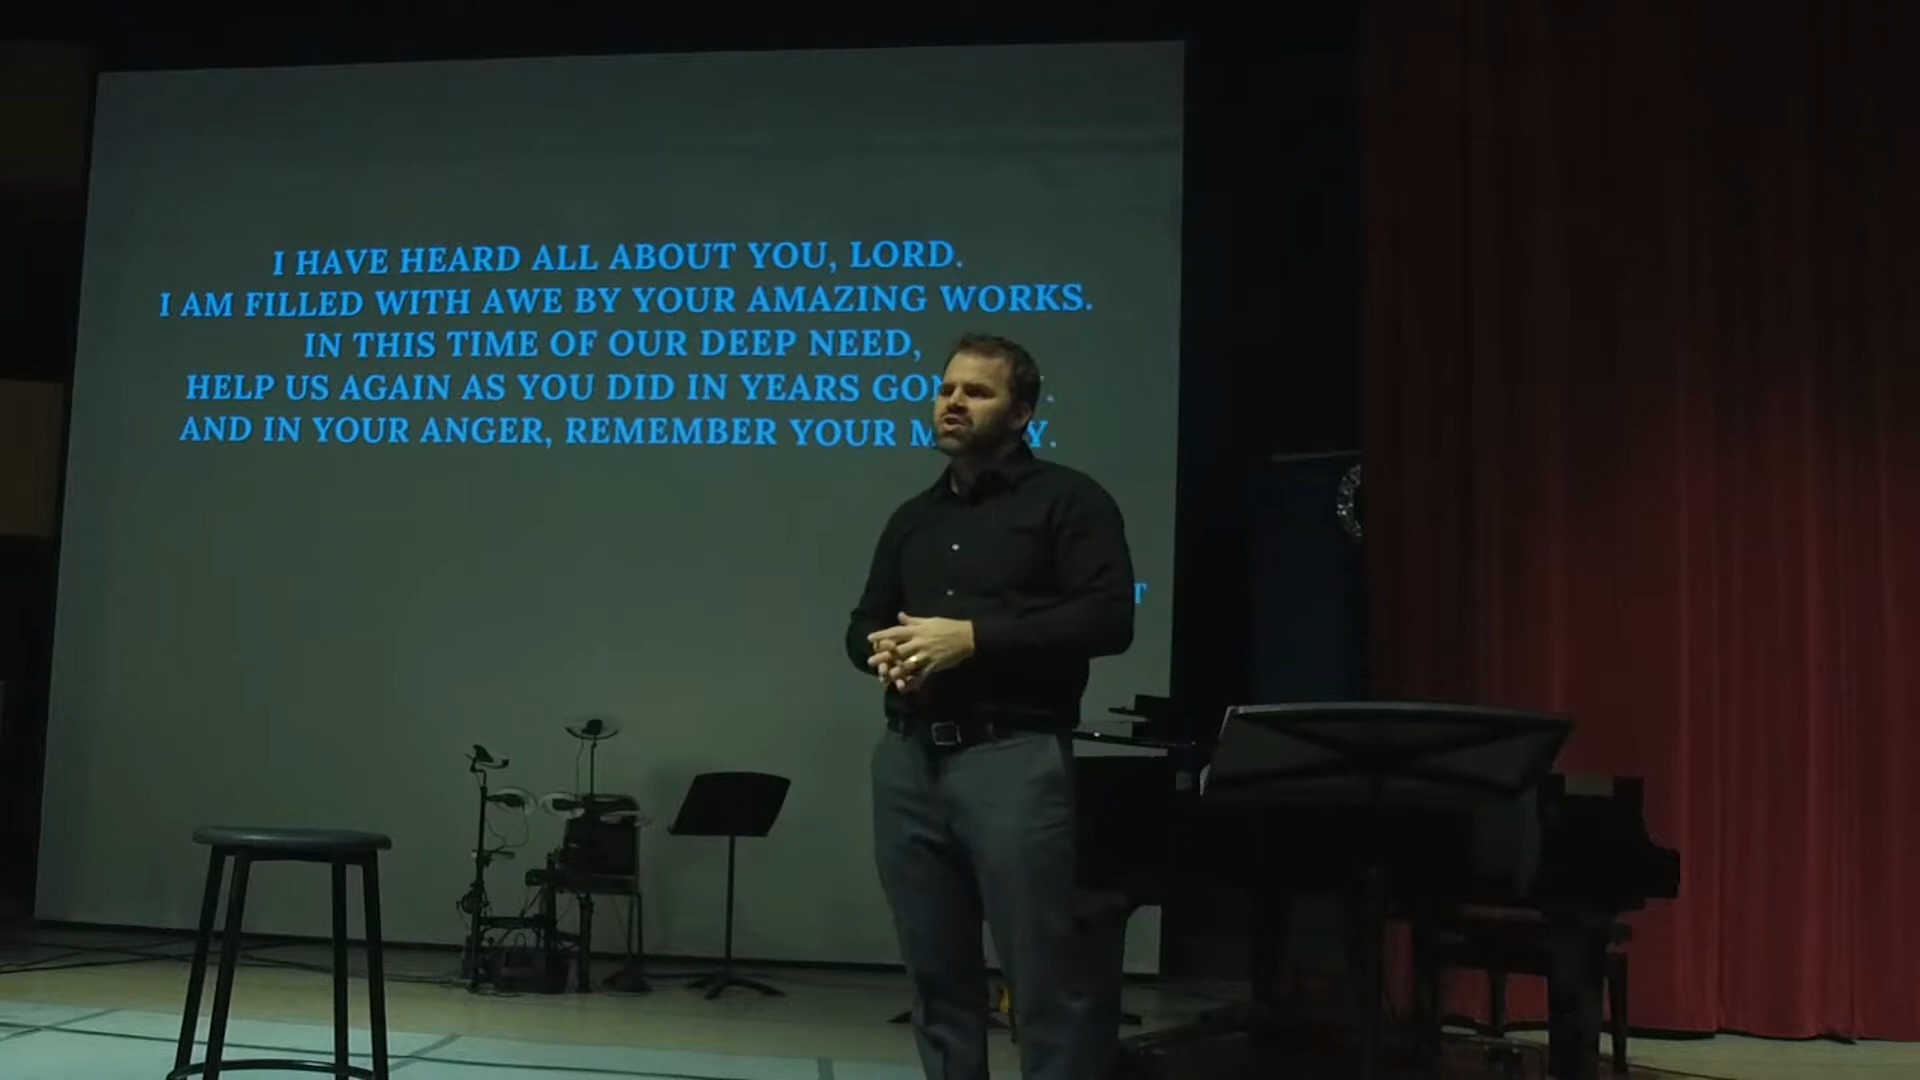 I HAVE HEARD ALL ABOUT YOU, LORD.
I AM FILLED WITH AWE BY YOUR AMAZING WORKS.
IN THIS TIME OF OUR DEEP NEED,
HELP US AGAIN AS YOU DID IN YEARS
AND IN YOUR ANGER, REMEMBER YOUR